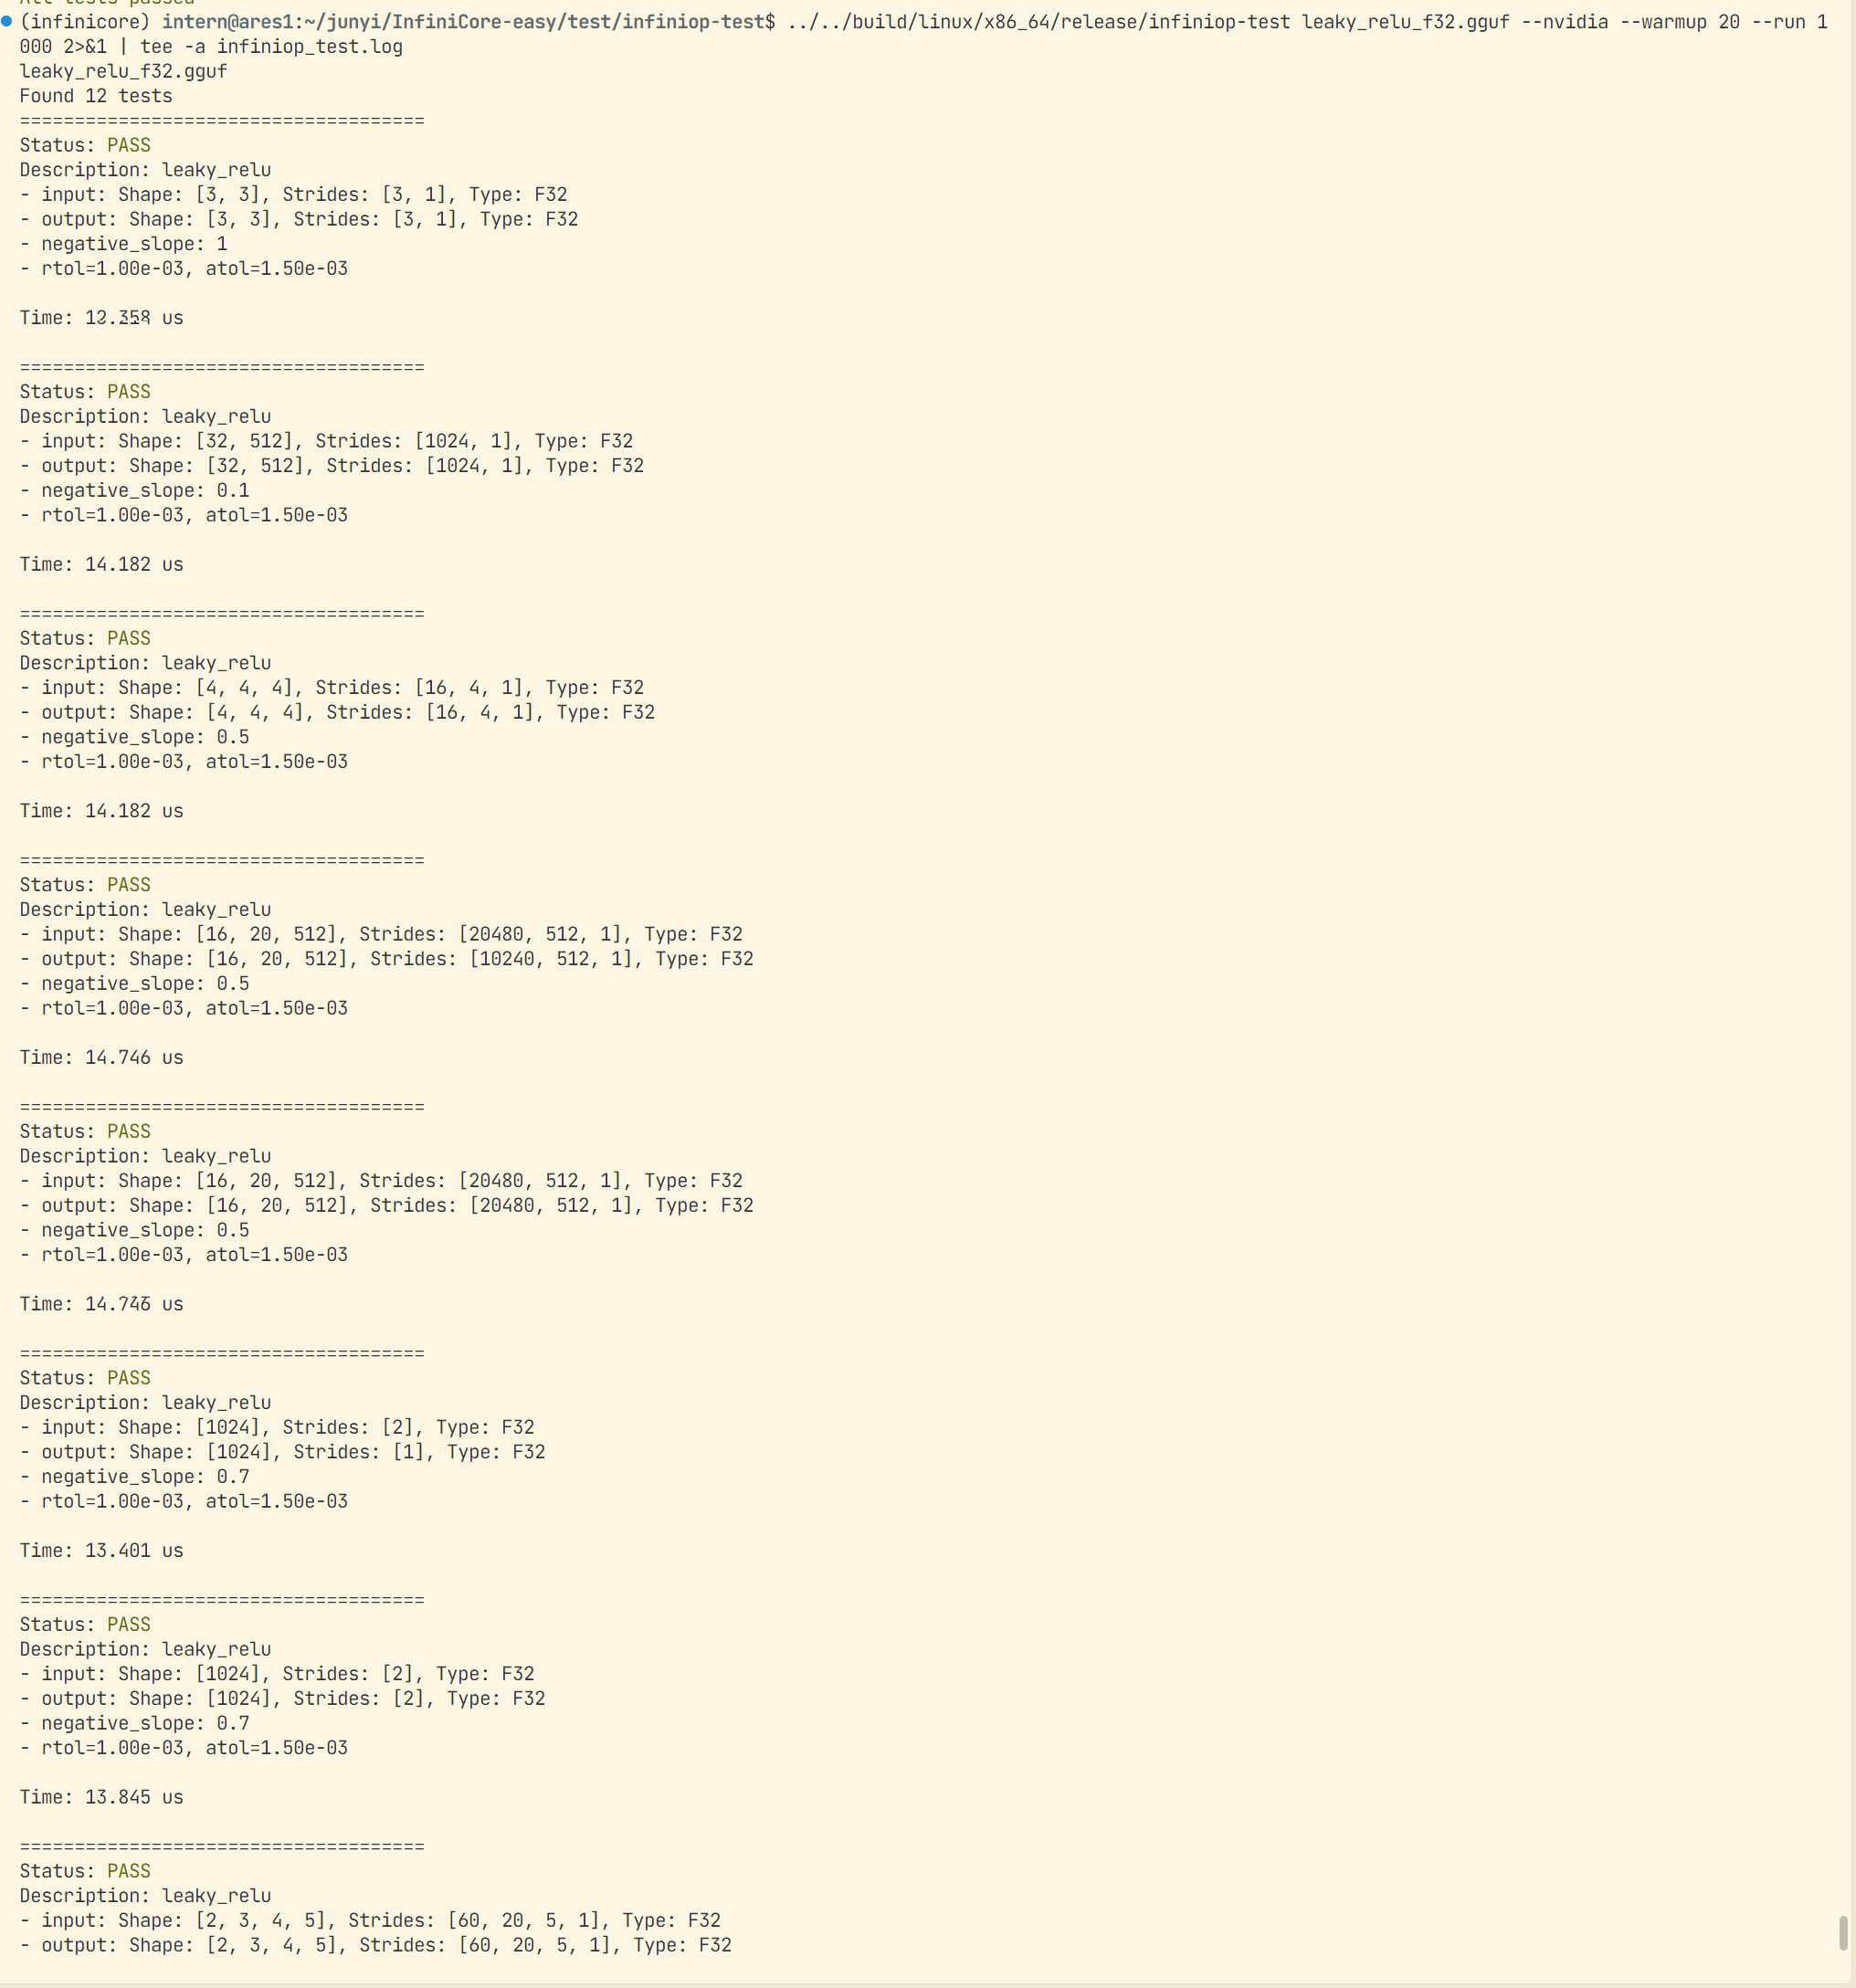 (infinicore) intern@ares1:~/junyi/InfiniCore-easy/test/infiniop-test$ ../../build/linux/x86_64/release/infiniop-test leaky_relu_f32.gguf --nvidia --warmup 20 --run 1
000 2>&1 | tee -a infiniop_test.log
leaky_relu_f32.gguf
Found 12 tests
=====================================
Status: PASS
Description: leaky_relu
- input: Shape: [3, 3], Strides: [3, 1], Type: F32
- output: Shape: [3, 3], Strides: [3, 1], Type: F32
- negative_slope: 1
- rtol=1.00e-03, atol=1.50e-03
Time: us
=====================================
Status: PASS
Description: leaky_relu
- input: Shape: [32, 512], Strides: [1024, 1], Type: F32
- output: Shape: [32, 512], Strides: [1024, 1], Type: F32
- negative_slope: 0.1
- rtol=1.00e-03, atol=1.50e-03
Time: 14.182 us
=====================================
Status: PASS
Description: leaky_relu
- input: Shape: [4, 4, 4], Strides: [16, 4, 1], Type: F32
- output: Shape: [4, 4, 4], Strides: [16, 4, 1], Type: F32
- negative_slope: 0.5
- rtol=1.00e-03, atol=1.50e-03
Time: 14.182 us
=====================================
Status: PASS
Description: leaky_relu
- input: Shape: [16, 20, 512], Strides: [20480, 512, 1], Type: F32
- output: Shape: [16, 20, 512], Strides: [10240, 512, 1], Type: F32
- negative_slope: 0.5
- rtol=1.00e-03, atol=1.50e-03
Time: 14.746 us
=====================================
Status: PASS
Description: leaky_relu
- input: Shape: [16, 20, 512], Strides: [20480, 512, 1], Type: F32
- output: Shape: [16, 20, 512], Strides: [20480, 512, 1], Type: F32
- negative_slope: 0.5
- rtol=1.00e-03, atol=1.50e-03
Time: us
=====================================
Status: PASS
Description: leaky_relu
- input: Shape: [1024], Strides: [2], Type: F32
- output: Shape: [1024], Strides: [1], Type: F32
- negative_slope: 0.7
- rtol=1.00e-03, atol=1.50e-03
Time: 13.401 us
=====================================
Status: PASS
Description: leaky_relu
- input: Shape: [1024], Strides: [2], Type: F32
- output: Shape: [1024], Strides: [2], Type: F32
- negative_slope: 0.7
- rtol=1.00e-03, atol=1.50e-03
Time: 13.845 us
=====================================
Status: PASS
Description: leaky_relu
- input: Shape: [2, 3, 4, 5], Strides: [60, 20, 5, 1], Type: F32
- output: Shape: [2, 3, 4, 5], Strides: [60, 20, 5, 1], Type: F32